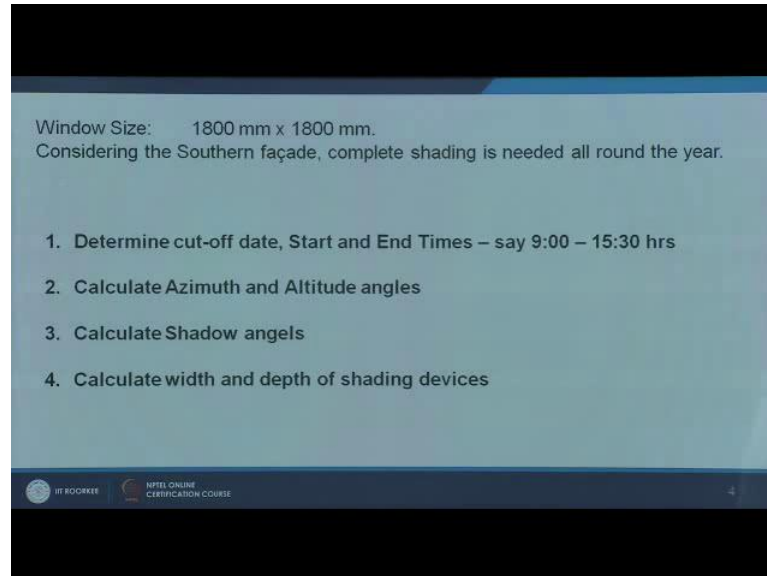 Window Size: 1800 mm x 1800 mm.
Considering the Southern façade, complete shading is needed all round the year.
1. Determine cut-off date, Start and End Times – say 9:00 – 15:30 hrs
2. Calculate Azimuth and Altitude angles
3. Calculate Shadow angels
4. Calculate width and depth of shading devices
IIT ROORKEE
NPTEL ONLINE
CERTIFICATION COURSE
4